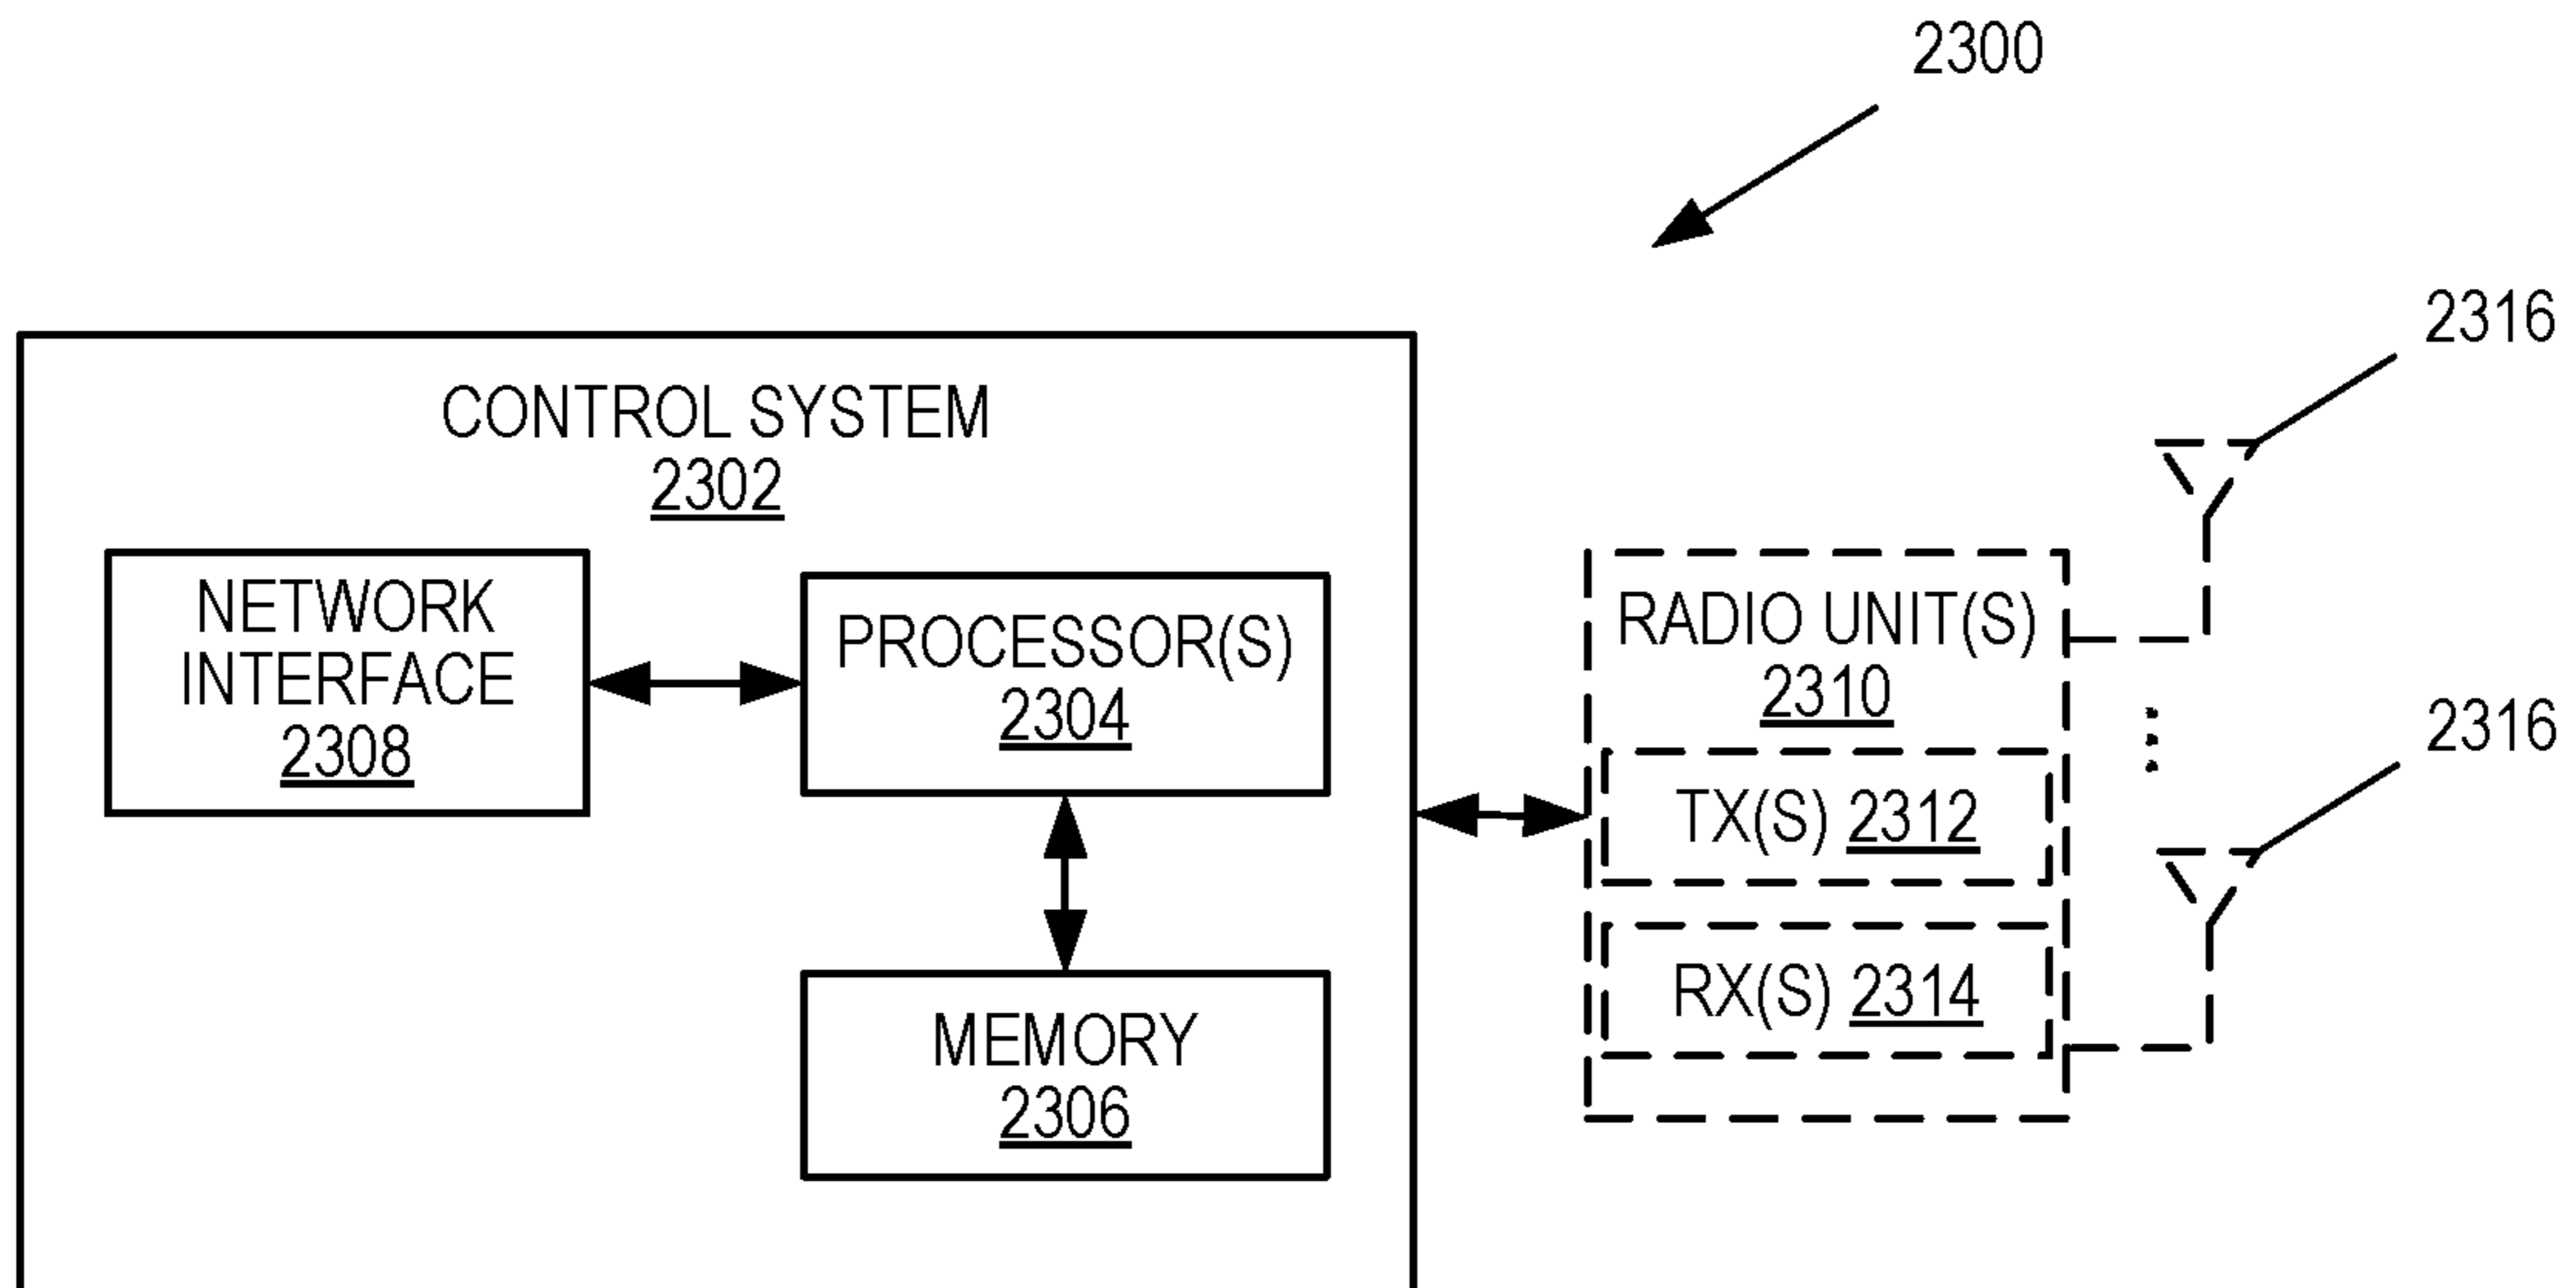 2300
2316
CONTROL SYSTEM
2302
NETWORK
INTERFACE
2308
PROCESSOR(S)
2304
MEMORY
2306
RADIO UNIT(S)
2310
TX(S) 2312
RX(S) 2314
2316